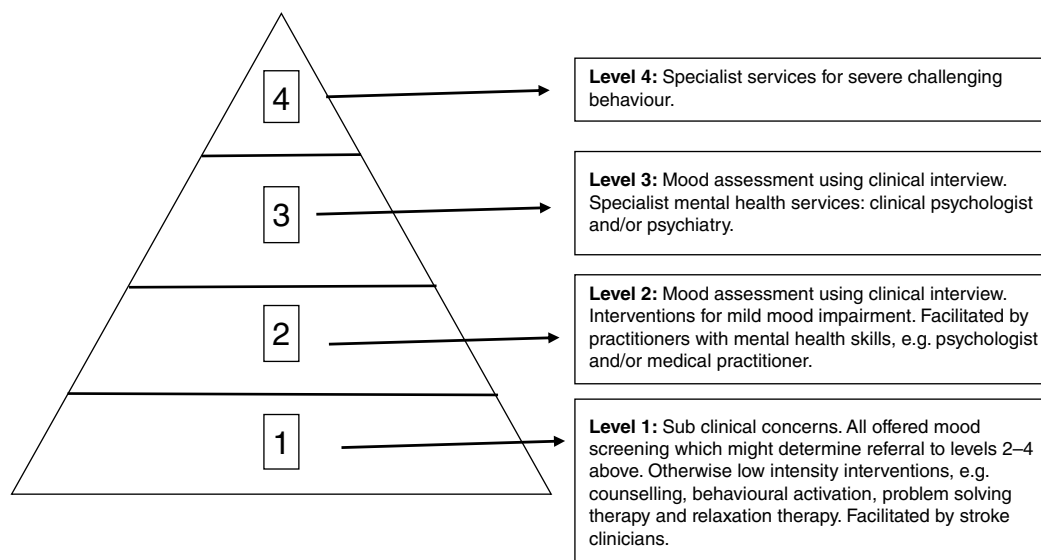 4
Level 4: Specialist services for severe challenging
behaviour.
3
Level 3: Mood assessment using clinical interview.
Specialist mental health services: clinical psychologist
and/or psychiatry.
2
Level 2: Mood assessment using clinical interview.
Interventions for mild mood impairment. Facilitated by
practitioners with mental health skills, e.g. psychologist
and/or medical practitioner.
1
Level 1: Sub clinical concerns. All offered mood
screening which might determine referral to levels 2–4
above. Otherwise low intensity interventions, e.g.
counselling, behavioural activation, problem solving
therapy and relaxation therapy. Facilitated by stroke
clinicians.